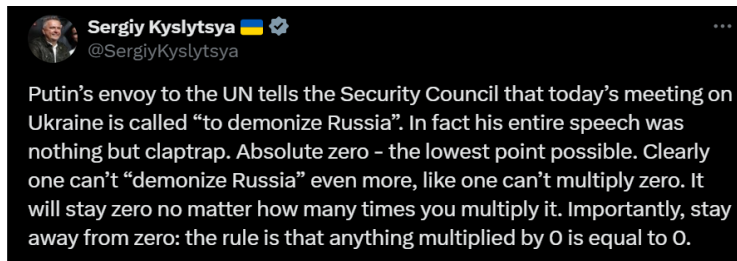 Sergiy Kyslytsya 🇺🇦
@SergiyKyslytsya
Putin’s envoy to the UN tells the Security Council that today’s meeting on
Ukraine is called “to demonize Russia”. In fact his entire speech was
nothing but claptrap. Absolute zero - the lowest point possible. Clearly
one can’t “demonize Russia” even more, like one can’t multiply zero. It
will stay zero no matter how many times you multiply it. Importantly, stay
away from zero: the rule is that anything multiplied by 0 is equal to 0.